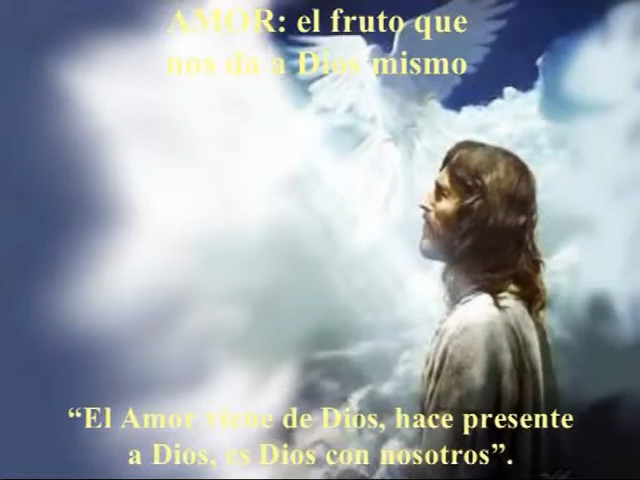 AMOR: el fruto que
nos da a Dios mismo
“El Amor viene de Dios, hace presente
a Dios, es Dios con nosotros”.